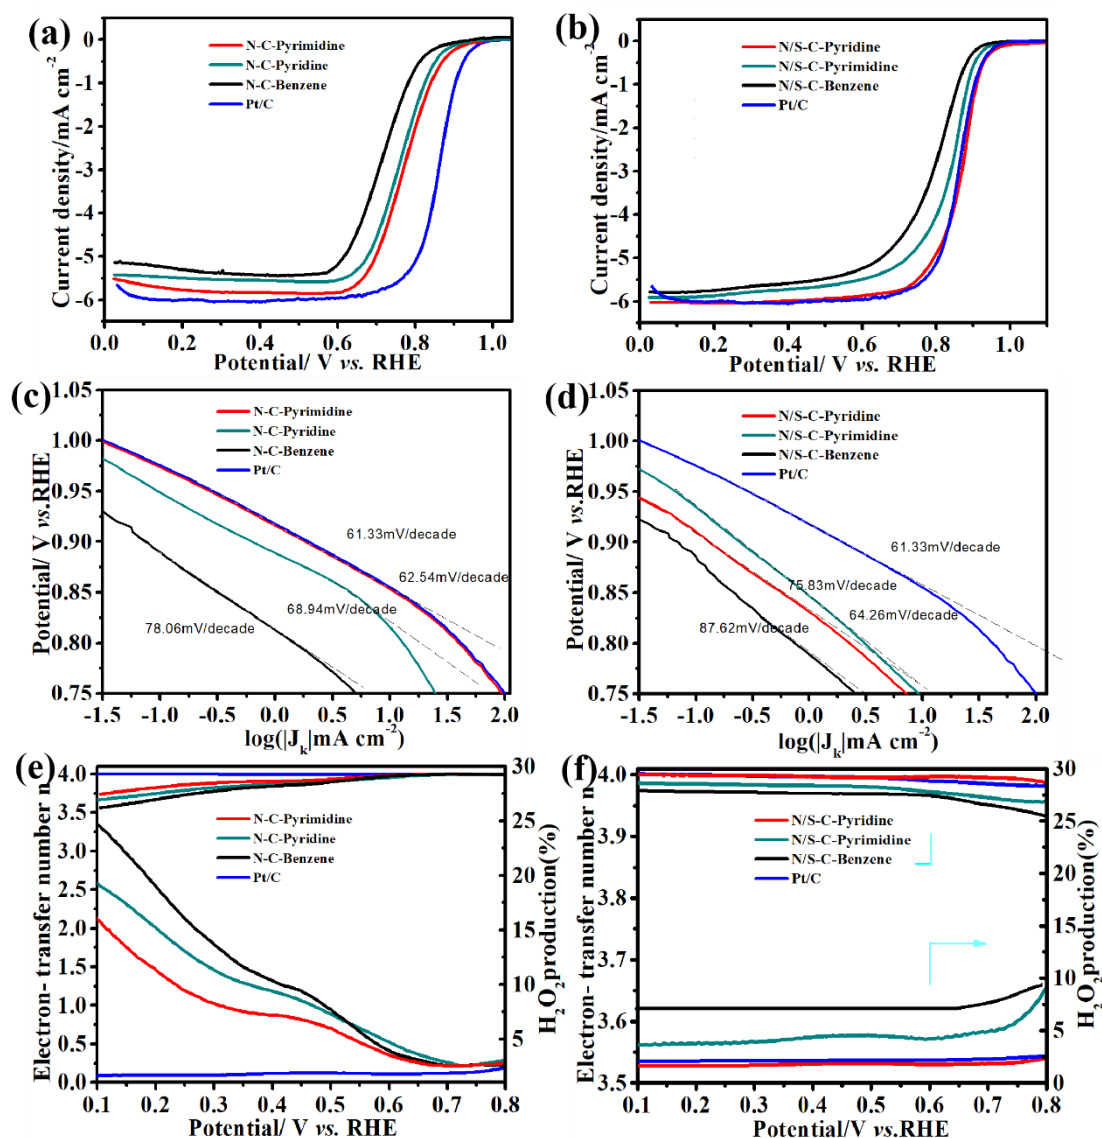 (a)
N-C-Pyrimidine
N-C-Pyridine
N-C-Benzene
Pt/C
Current density/mA cm-2
0
-1
-2
-3
-4
-5
-6
0.0 0.2 0.4 0.6 0.8 1.0
Potential/ V vs. RHE
(b)
N/S-C-Pyridine
N/S-C-Pyrimidine
N/S-C-Benzene
Pt/C
Current density/mA cm-2
0
-1
-2
-3
-4
-5
-6
0.0 0.2 0.4 0.6 0.8 1.0
Potential/ V vs. RHE
(c)
N-C-Pyrimidine
N-C-Pyridine
N-C-Benzene
Pt/C
Potential/ V vs.RHE
1.05
1.00
0.95
0.90
0.85
0.80
0.75
61.33mV/decade
62.54mV/decade
68.94mV/decade
78.06mV/decade
-1.5 -1.0 -0.5 0.0 0.5 1.0 1.5 2.0
log(|Jk|mA cm-2)
(d)
N/S-C-Pyridine
N/S-C-Pyrimidine
N/S-C-Benzene
Pt/C
Potential/ V vs. RHE
1.05
1.00
0.95
0.90
0.85
0.80
0.75
61.33mV/decade
75.83mV/decade
64.26mV/decade
87.62mV/decade
-1.5 -1.0 -0.5 0.0 0.5 1.0 1.5 2.0
log(|Jk|mA cm-2)
(e)
N-C-Pyrimidine
N-C-Pyridine
N-C-Benzene
Pt/C
Electron- transfer number n
4.0
3.5
3.0
2.5
2.0
1.5
1.0
0.5
0.0
30
25
20
15
10
5
0
H2O2production(%)
0.1 0.2 0.3 0.4 0.5 0.6 0.7 0.8
Potential/ V vs. RHE
(f)
N/S-C-Pyridine
N/S-C-Pyrimidine
N/S-C-Benzene
Pt/C
Electron- transfer number n
4.0
3.9
3.8
3.7
3.6
3.5
30
25
20
15
10
5
0
H2O2production(%)
0.1 0.2 0.3 0.4 0.5 0.6 0.7 0.8
Potential/V vs.RHE